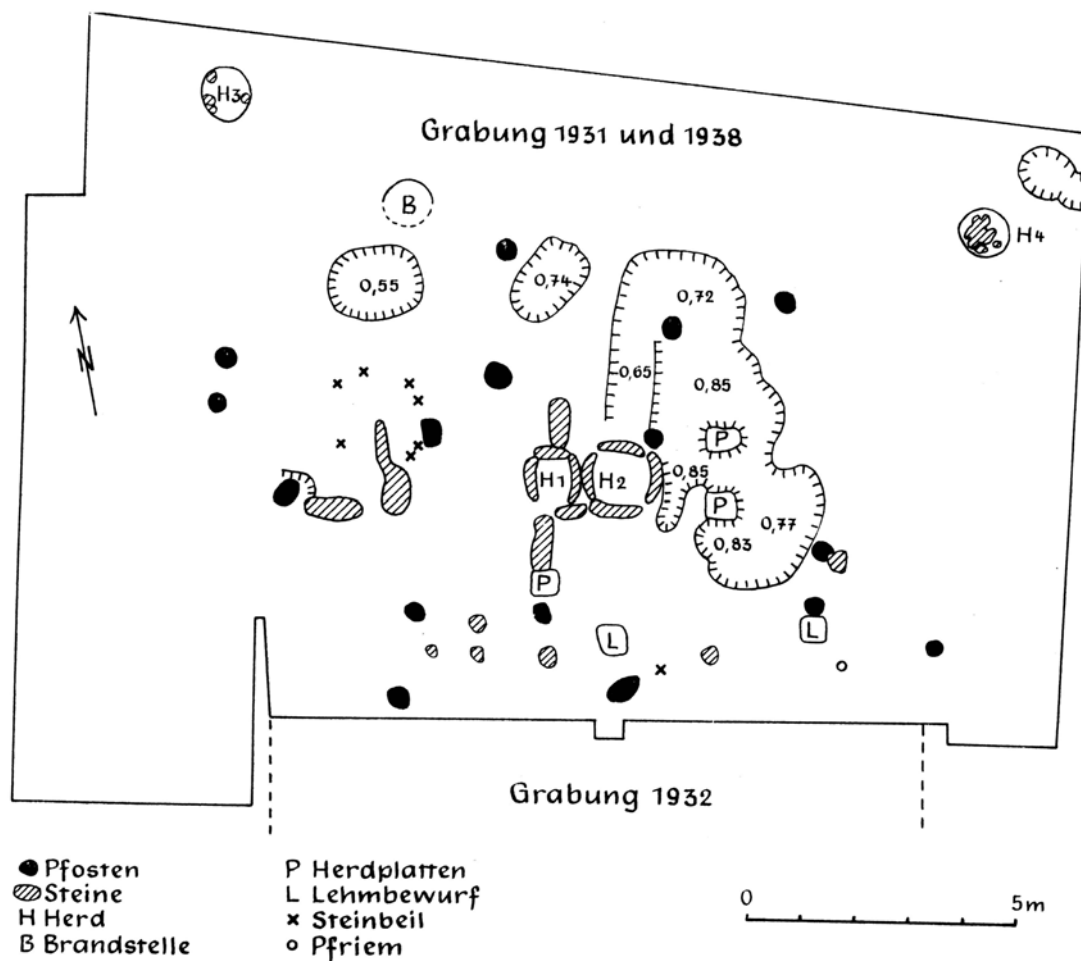 H3
Grabung 1931 und 1938
B
H4
0,55
0,74
0,72
N
0,65
0,85
P
H1
H2
0,85
P
0,77
0,83
P
L
L
Grabung 1932
Pfosten
Steine
H Herd
B Brandstelle
P Herdplatten
L Lehmbewurf
x Steinbeil
o Pfriem
0
5m